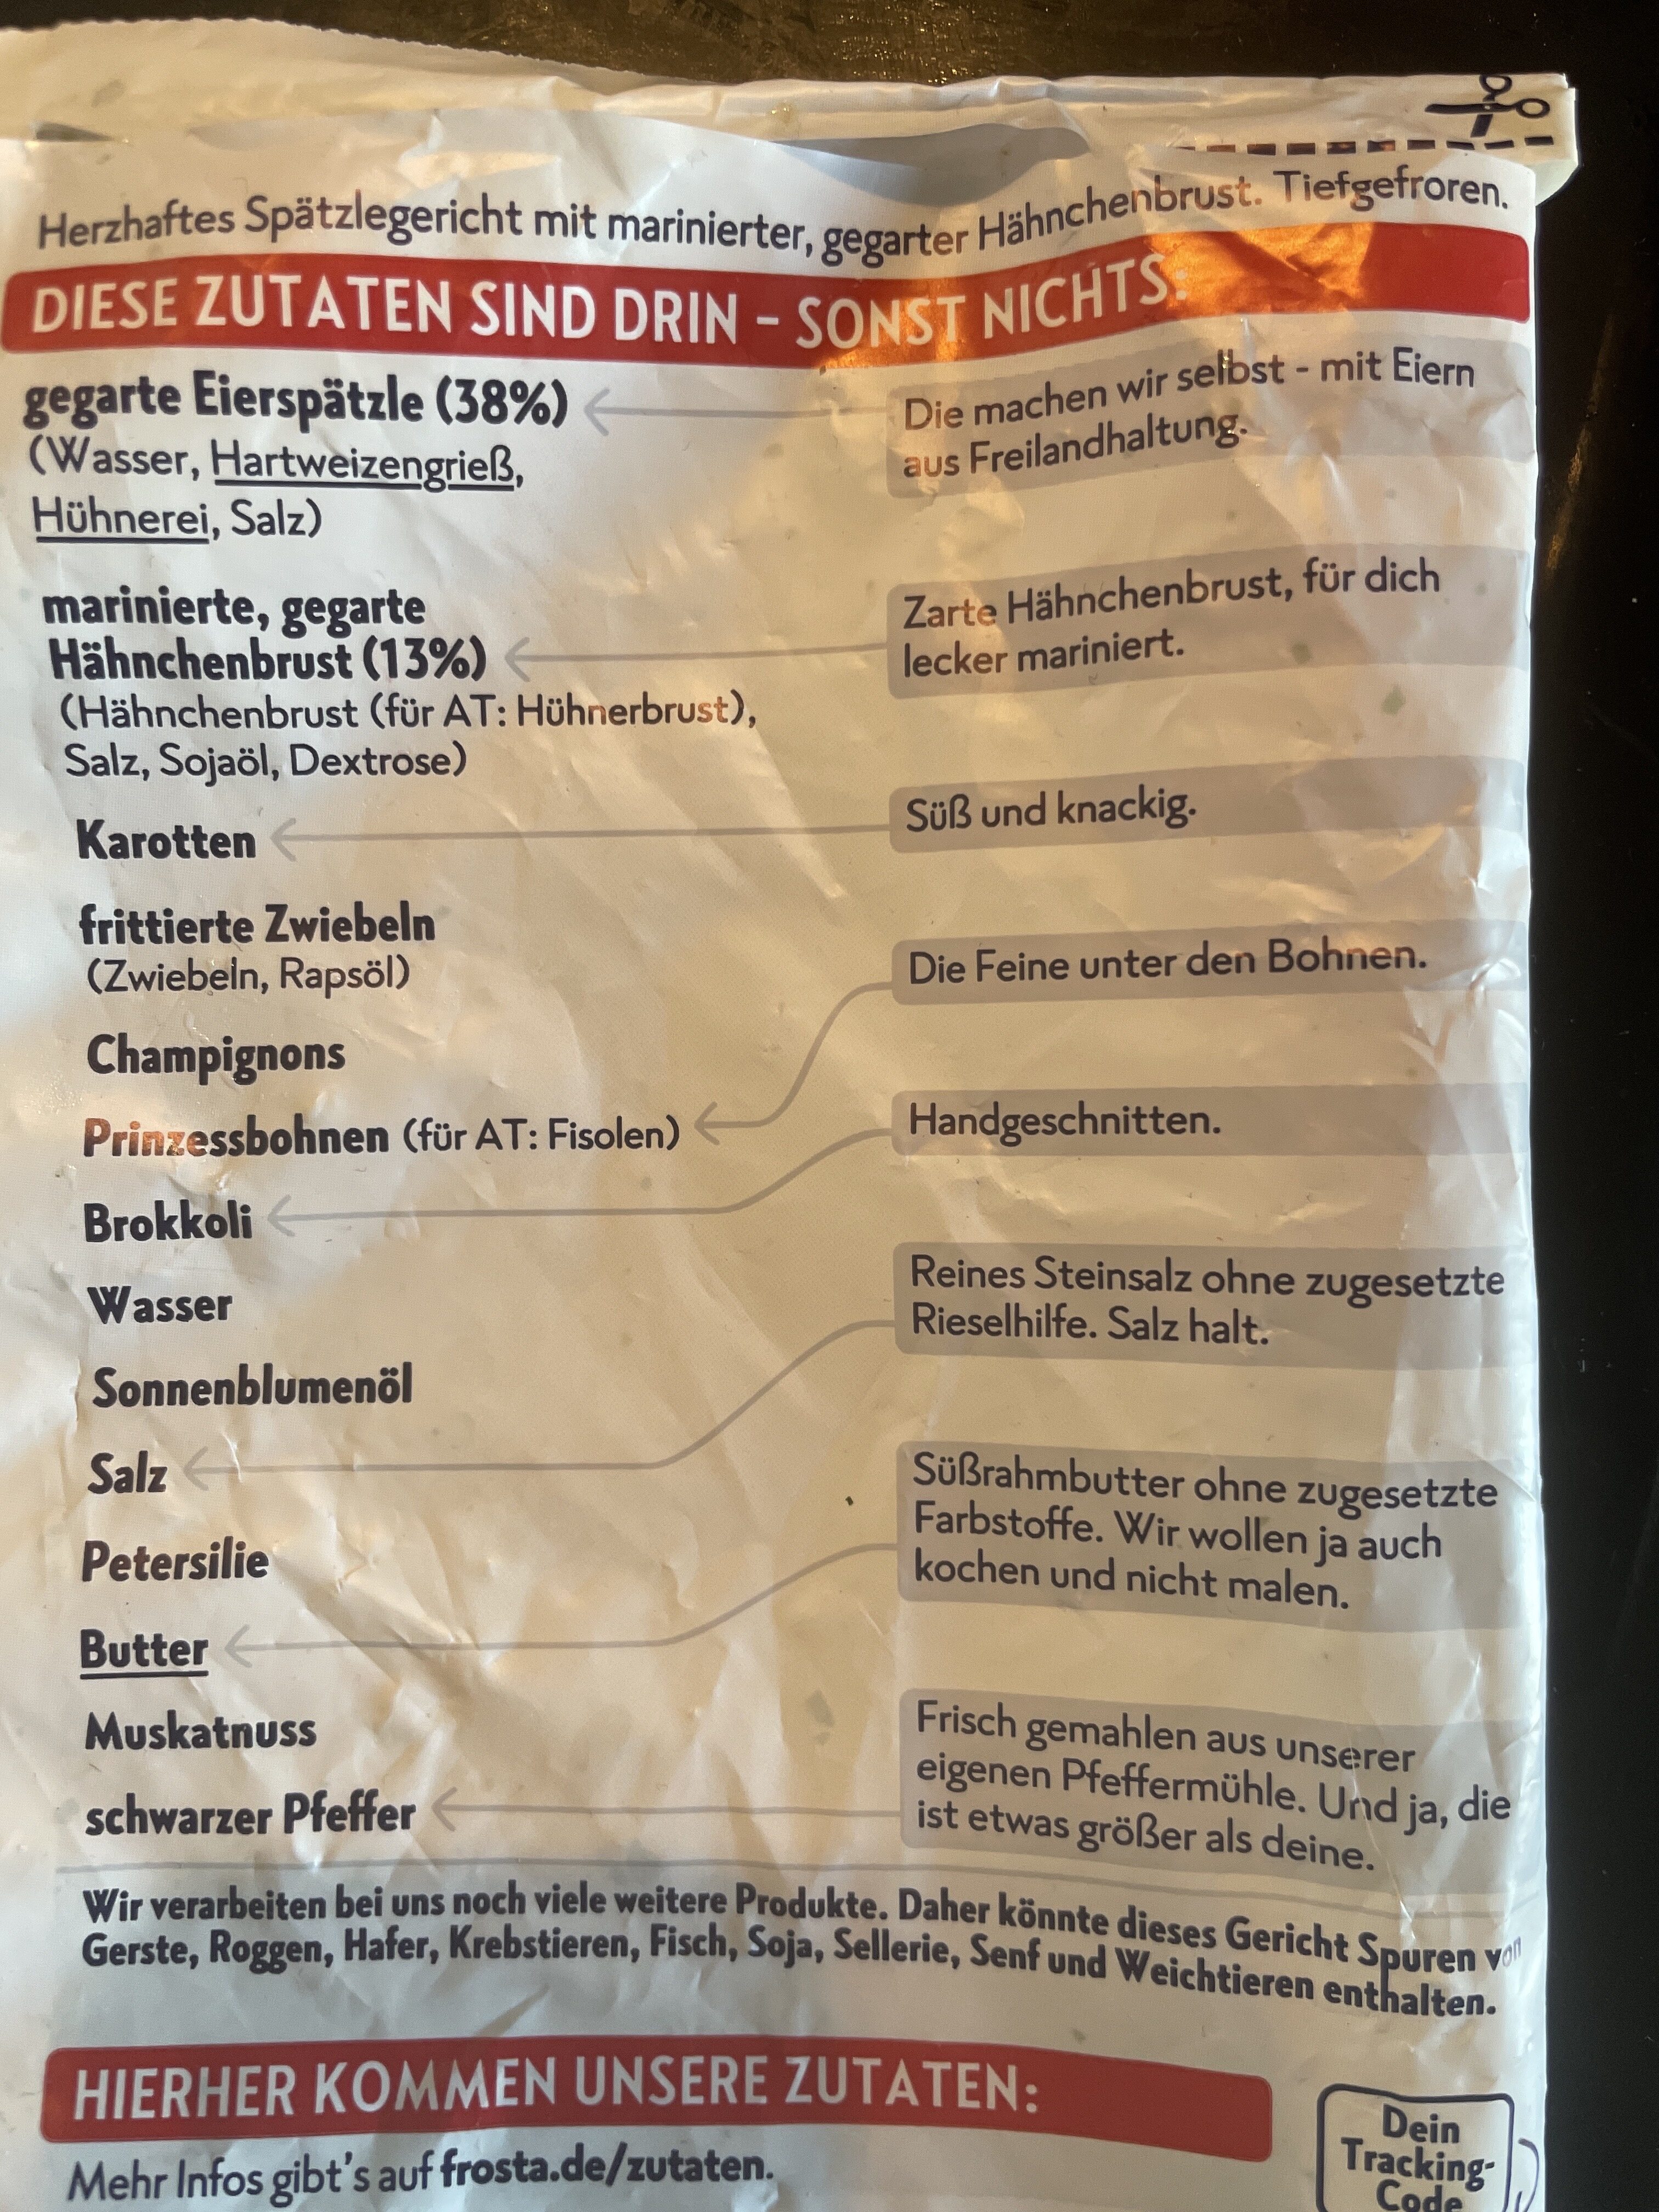 Herzhaftes Spätzlegericht mit marinierter, gegarter Hähnchenbrust. Tiefgefroren.
DIESE ZUTATEN SIND DRIN – SONST NICHTS:
gegarte Eierspätzle (38%)
(Wasser, Hartweizengrieß,
Hühnerei, Salz)
Die machen wir selbst - mit Eiern
aus Freilandhaltung.
marinierte, gegarte
Hähnchenbrust (13%)
(Hähnchenbrust (für AT: Hühnerbrust),
Salz, Sojaöl, Dextrose)
Zarte Hähnchenbrust, für dich
lecker mariniert.
Karotten
Süß und knackig.
frittierte Zwiebeln
(Zwiebeln, Rapsöl)
Champignons
Prinzessbohnen (für AT: Fisolen)
Die Feine unter den Bohnen.
Brokkoli
Handgeschnitten.
Wasser
Sonnenblumenöl
Salz
Reines Steinsalz ohne zugesetzte
Rieselhilfe. Salz halt.
Petersilie
Butter
Süßrahmbutter ohne zugesetzte
Farbstoffe. Wir wollen ja auch
kochen und nicht malen.
Muskatnuss
schwarzer Pfeffer
Frisch gemahlen aus unserer
eigenen Pfeffermühle. Und ja, die
ist etwas größer als deine.
Wir verarbeiten bei uns noch viele weitere Produkte. Daher könnte dieses Gericht Spuren von
Gerste, Roggen, Hafer, Krebstieren, Fisch, Soja, Sellerie, Senf und Weichtieren enthalten.
HIERHER KOMMEN UNSERE ZUTATEN:
Mehr Infos gibt's auf frosta.de/zutaten.
Dein
Tracking-
Code